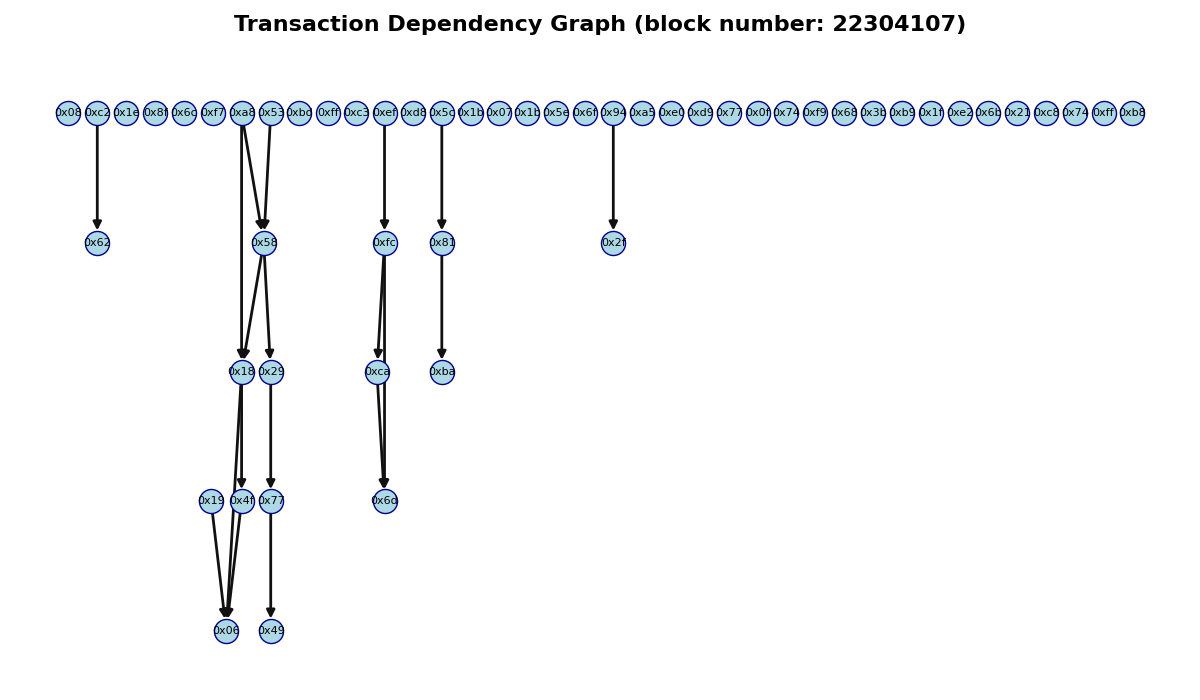 Transaction Dependency Graph (block number: 22304107)
0x08 0xc2 0x1e 0x8f 0x6c 0xf7 0xa8 0x53 0xbd 0xff 0xc3 0xef 0xd8 0x5c 0x1b 0x07 0x1b 0x5e 0x6f 0x94 0xa5 0xe0 0xd9 0x77 0x0f 0x74 0xf9 0x68 0x3b 0xb9 0x1f 0xe2 0x6b 0x21 0xc8 0x74 0xff 0xb8
0x62 0x58 0xfc 0x81 0x2f
0x18 0x29 0xca 0xba
0x19 0x4f 0x77 0x6d
0x06 0x49